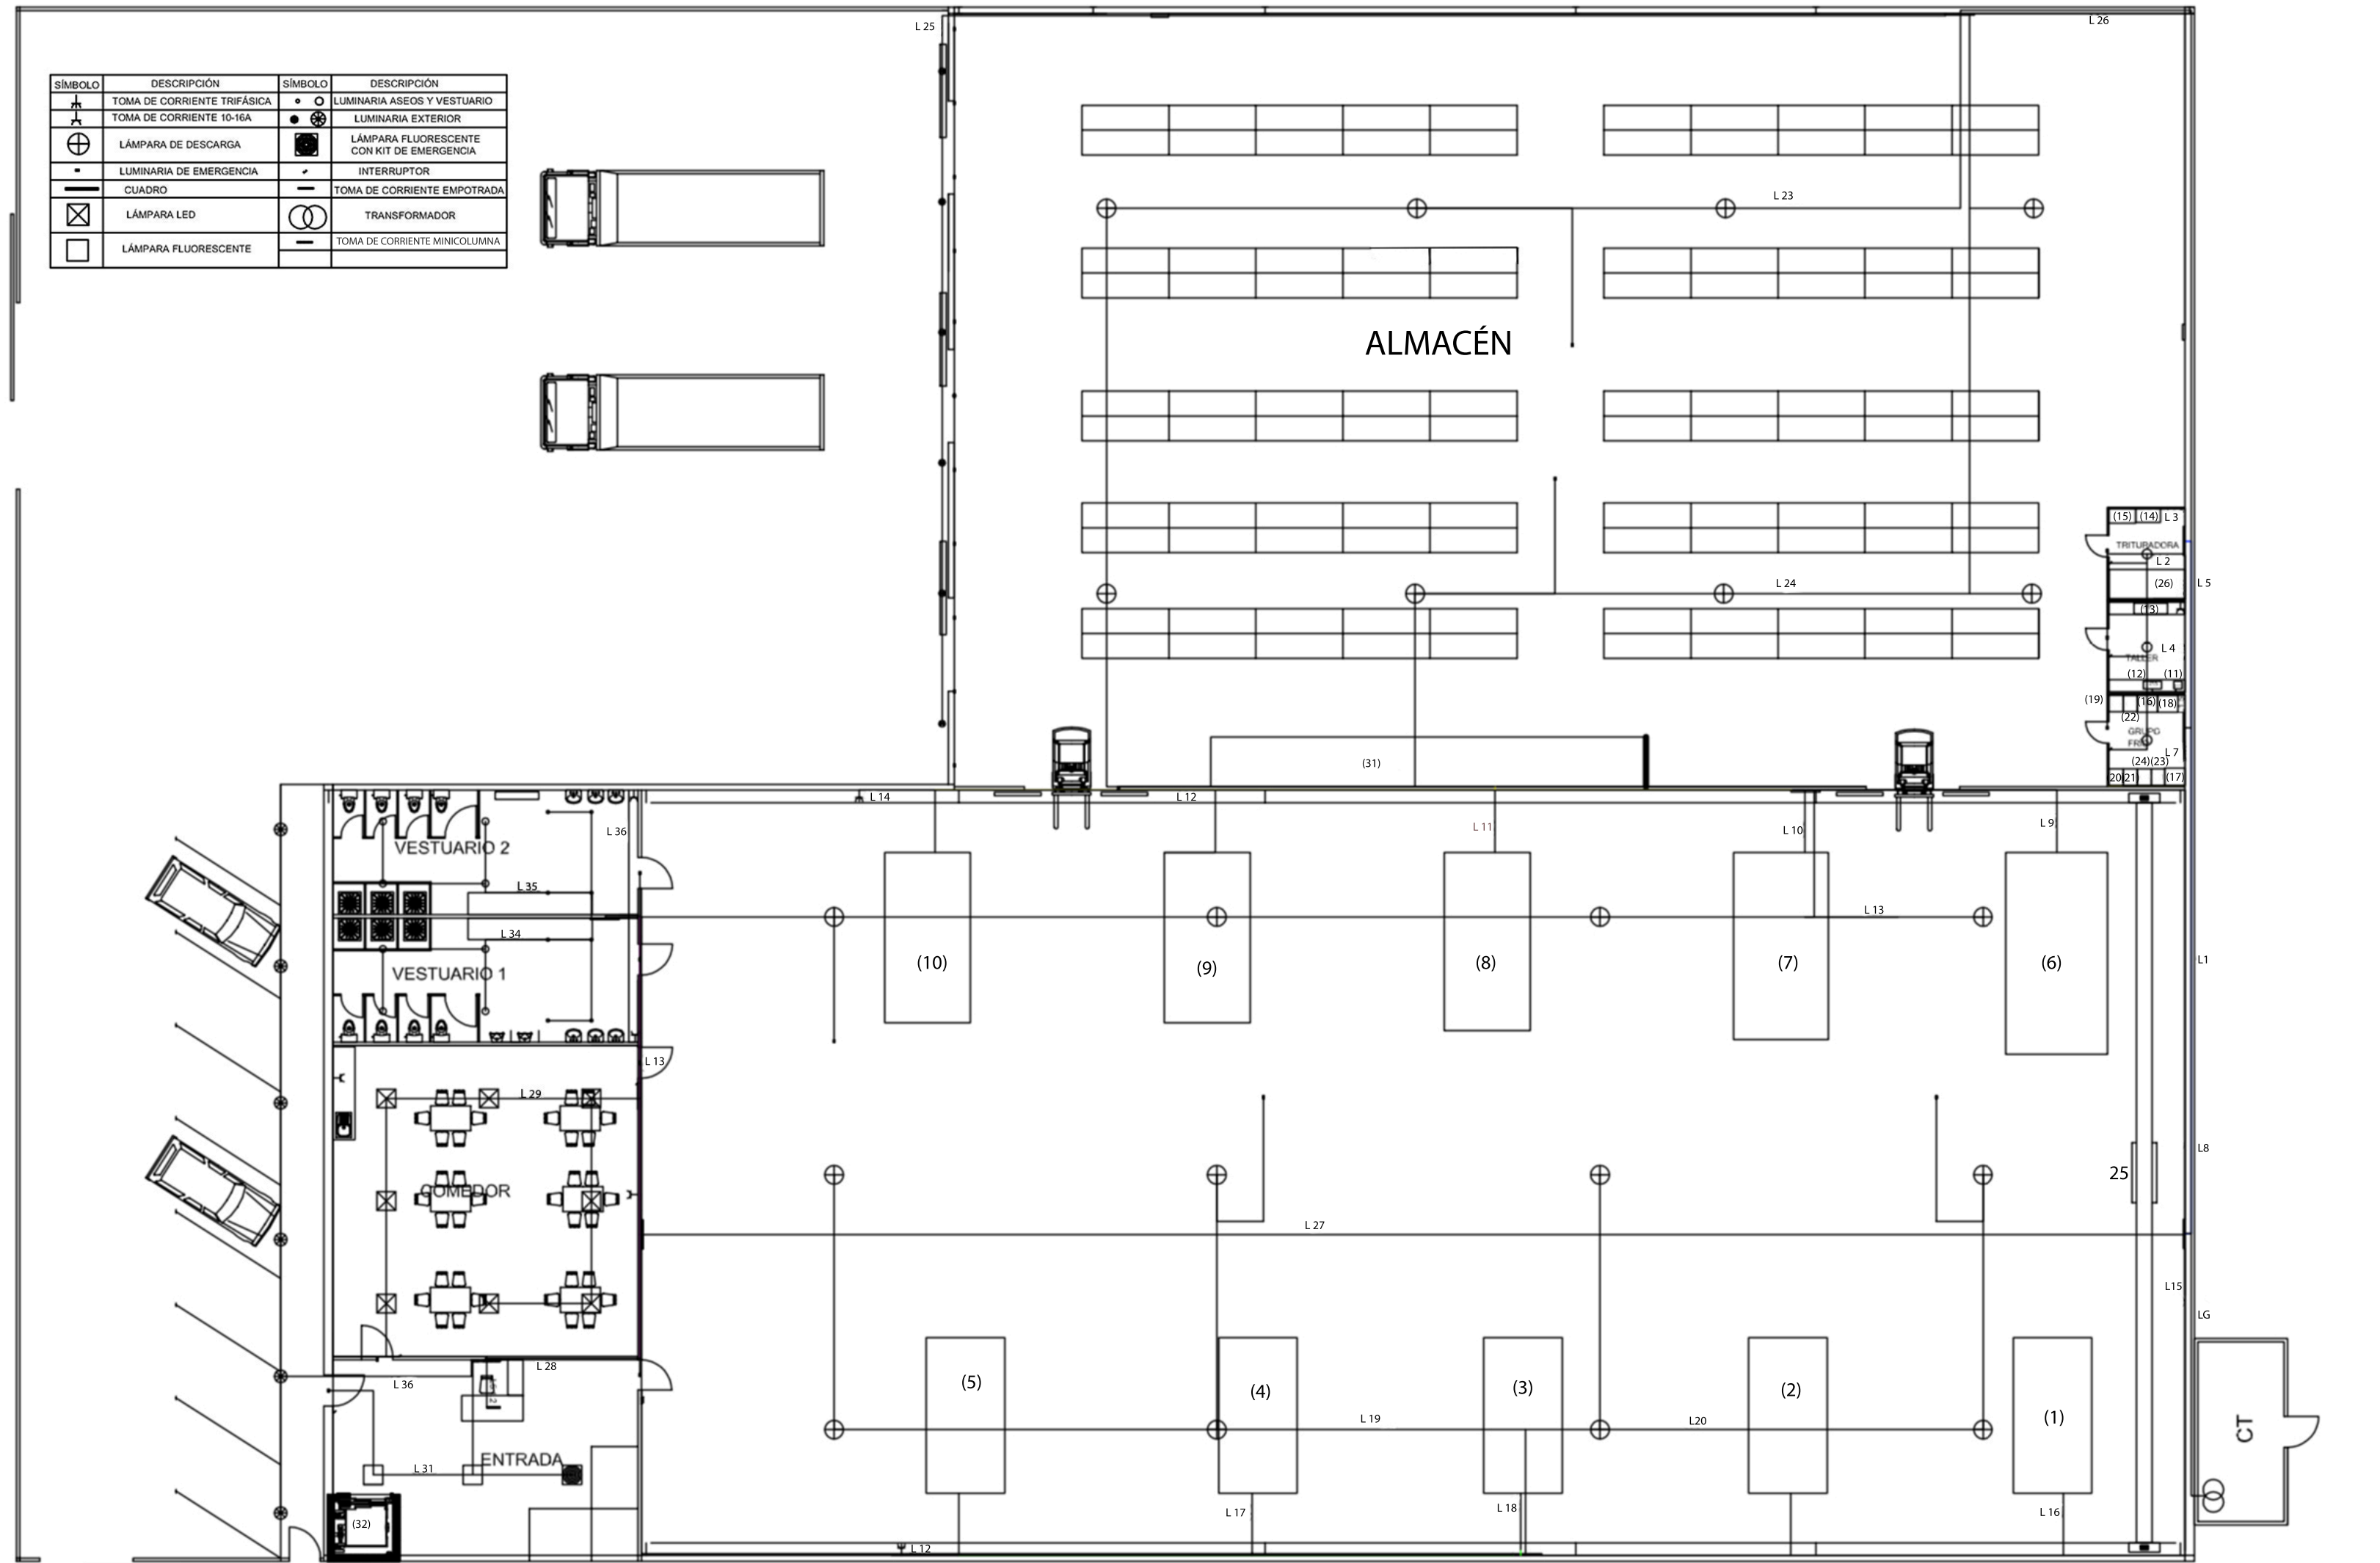 L 25
L 26
SÍMBOLO DESCRIPCIÓN SÍMBOLO DESCRIPCIÓN
TOMA DE CORRIENTE TRIFÁSICA LUMINARIA ASEOS Y VESTUARIO
TOMA DE CORRIENTE 10-16A LUMINARIA EXTERIOR
LÁMPARA DE DESCARGA LÁMPARA FLUORESCENTE
CON KIT DE EMERGENCIA
LUMINARIA DE EMERGENCIA INTERRUPTOR
CUADRO TOMA DE CORRIENTE EMPOTRADA
LÁMPARA LED TRANSFORMADOR
LÁMPARA FLUORESCENTE TOMA DE CORRIENTE MINICOLUMNA
L 23
ALMACÉN
(15) (14) L 3
TRITURADORA
L 2
L 24
(26)
L 5
(13)
L 4
TALLER
(12) (11)
(19) (16) (18)
(22)
GRUPO
FRIO
L 7
(31)
(24) (23)
(20) (21) (17)
L 14
L 12
L 36
L 11
L 10
L 9
VESTUARIO 2
L 35
L 13
L 34
(10)
(9)
(8)
(7)
(6)
L1
VESTUARIO 1
L 13
L 29
L8
25
COMEDOR
L 27
L15
LG
L 28
L 36
(5)
(4)
(3)
(2)
(1)
L 19
L20
CT
ENTRADA
L 31
L 17
L 18
L 16
(32)
L 12